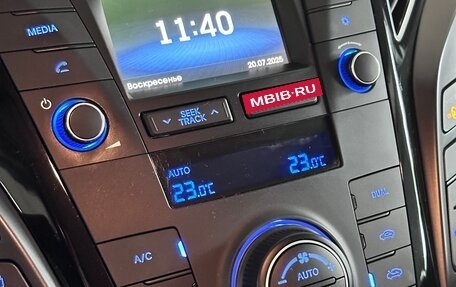 11:40
MEDIA
Воскресенье
20.07.2025
SEEK
TRACK
MBIB.RU
AUTO
23.0°C
23.0°C
DUAL
A/C
AUTO